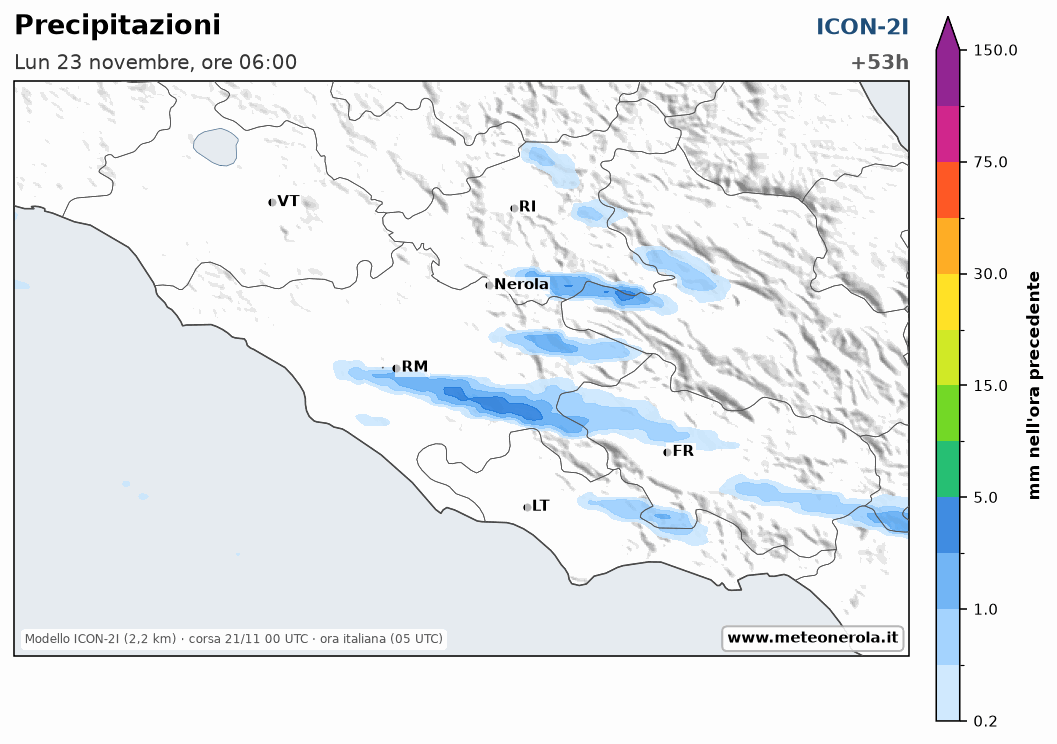 Precipitazioni
ICON-2I
Lun 23 novembre, ore 06:00
+53h
150.0
75.0
30.0
15.0
5.0
1.0
0.2
mm nell'ora precedente
VT
RI
Nerola
RM
FR
LT
Modello ICON-2I (2,2 km) · corsa 21/11 00 UTC · ora italiana (05 UTC)
www.meteonerola.it